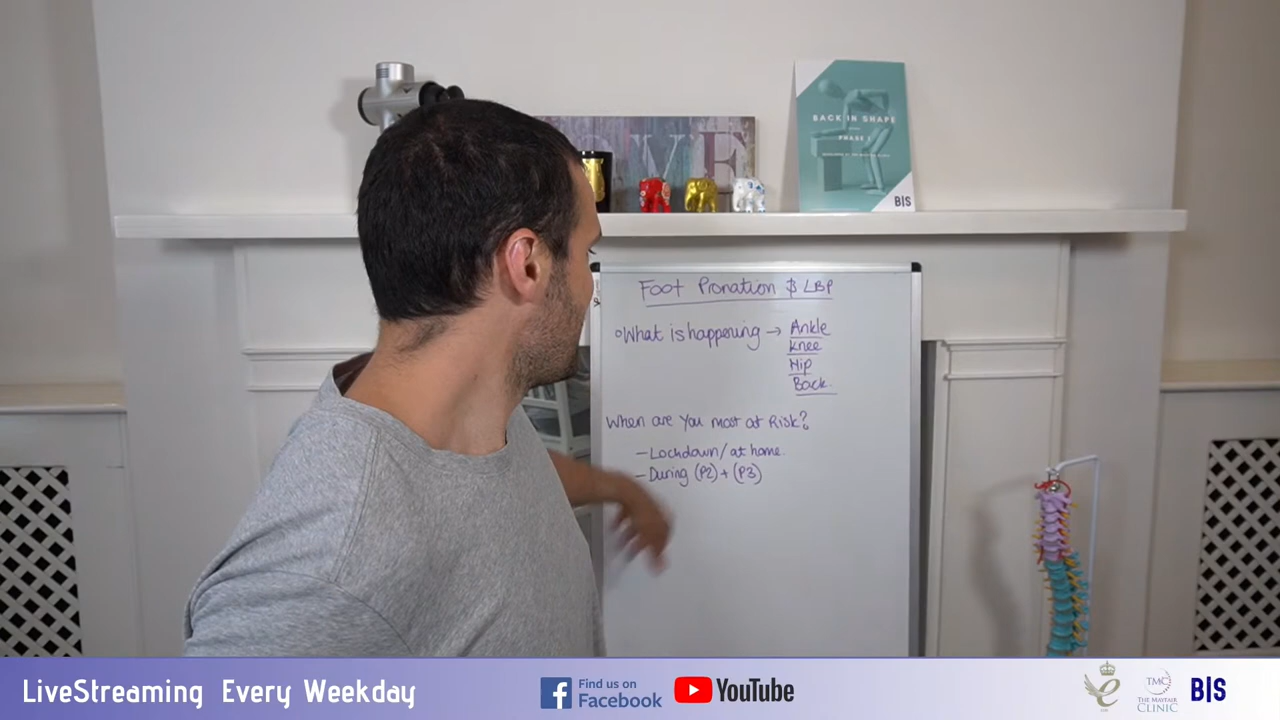 OVE
BACK IN SHAPE
PHASE 1
B|S
Foot Pronation & LBP
What is happening → Ankle
Knee
Hip
Back
When are you most at Risk?
- Lockdown/at home.
- During (P2) + (P3)
LiveStreaming Every Weekday
Find us on
Facebook
YouTube
TMC
THE MAYFAIR
CLINIC
B|S